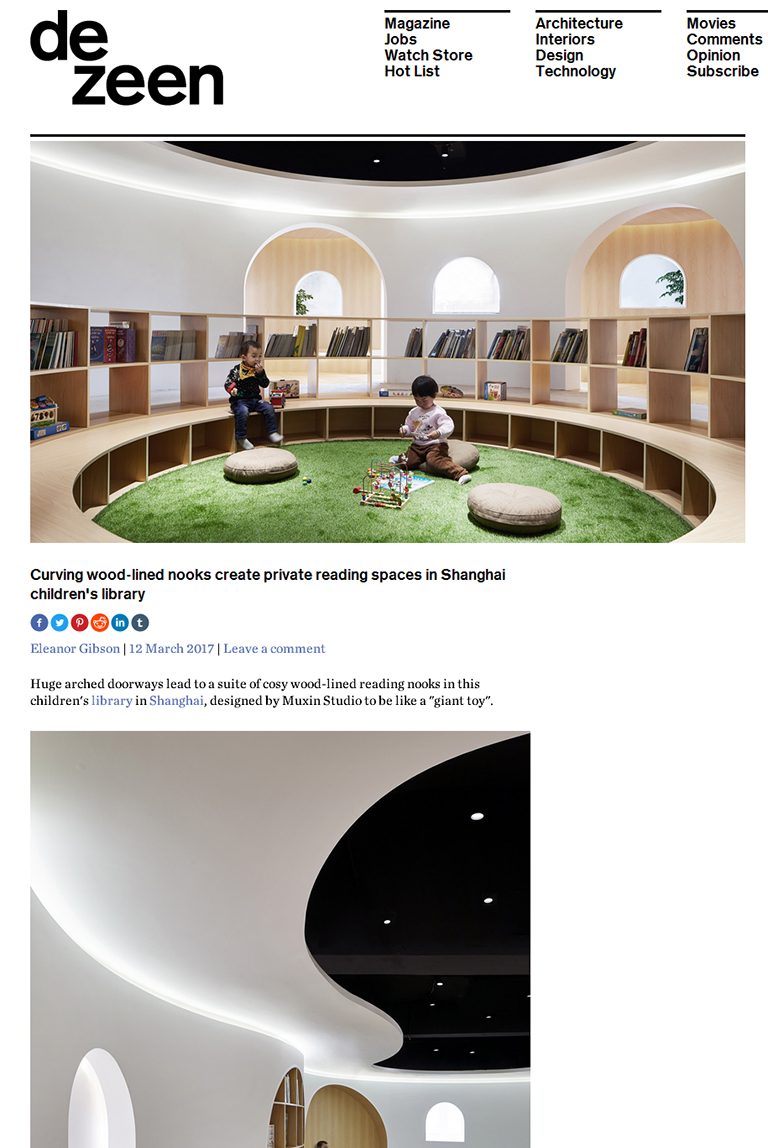 de
zeen
Magazine
Jobs
Watch Store
Hot List
Architecture
Interiors
Design
Technology
Movies
Comments
Opinion
Subscribe
Curving wood-lined nooks create private reading spaces in Shanghai
children's library
Eleanor Gibson | 12 March 2017 | Leave a comment
Huge arched doorways lead to a suite of cosy wood-lined reading nooks in this
children's library in Shanghai, designed by Muxin Studio to be like a "giant toy".